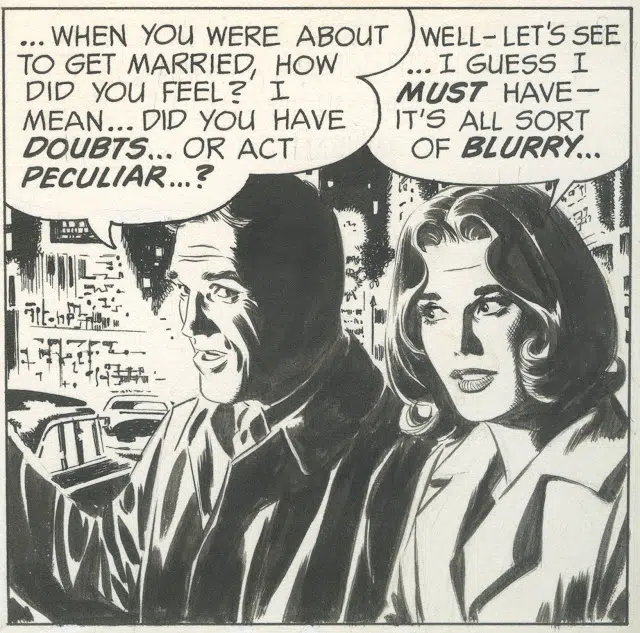 ... WHEN YOU WERE ABOUT
TO GET MARRIED, HOW
DID YOU FEEL? I
MEAN... DID YOU HAVE
DOUBTS... OR ACT
PECULIAR...?
WELL–LET'S SEE
...I GUESS I
MUST HAVE–
IT'S ALL SORT
OF BLURRY...